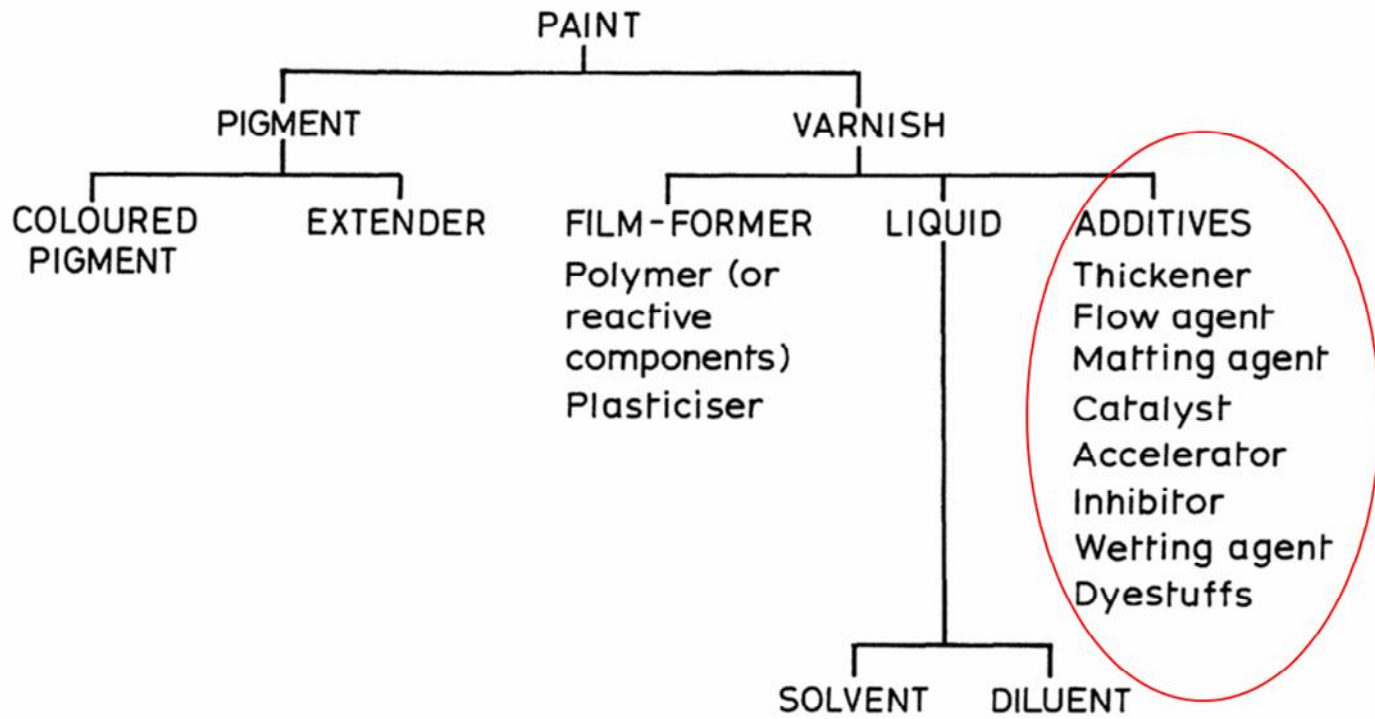 PAINT
PIGMENT
VARNISH
COLOURED
PIGMENT
EXTENDER
FILM-FORMER
Polymer (or
reactive
components)
Plasticiser
LIQUID
ADDITIVES
Thickener
Flow agent
Matting agent
Catalyst
Accelerator
Inhibitor
Wetting agent
Dyestuffs
SOLVENT
DILUENT